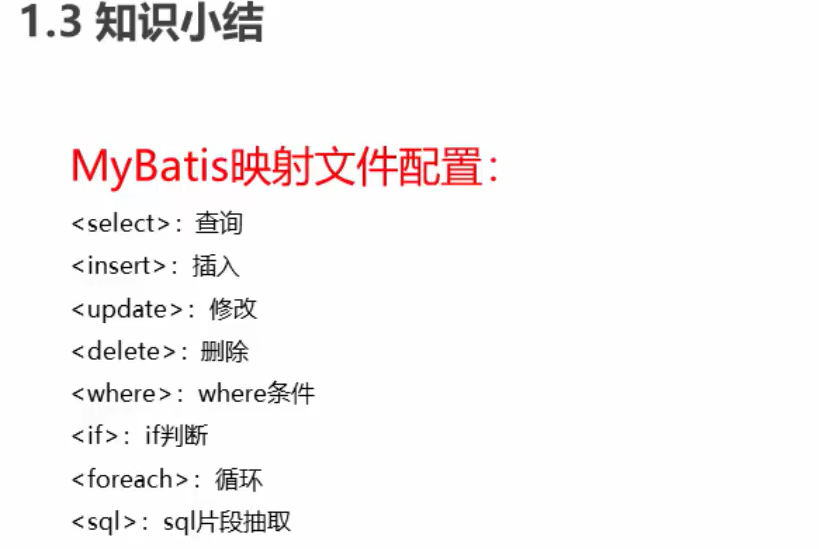 1.3 知识小结
MyBatis映射文件配置：
<select>：查询
<insert>：插入
<update>：修改
<delete>：删除
<where>：where条件
<if>：if判断
<foreach>：循环
<sql>：sql片段抽取